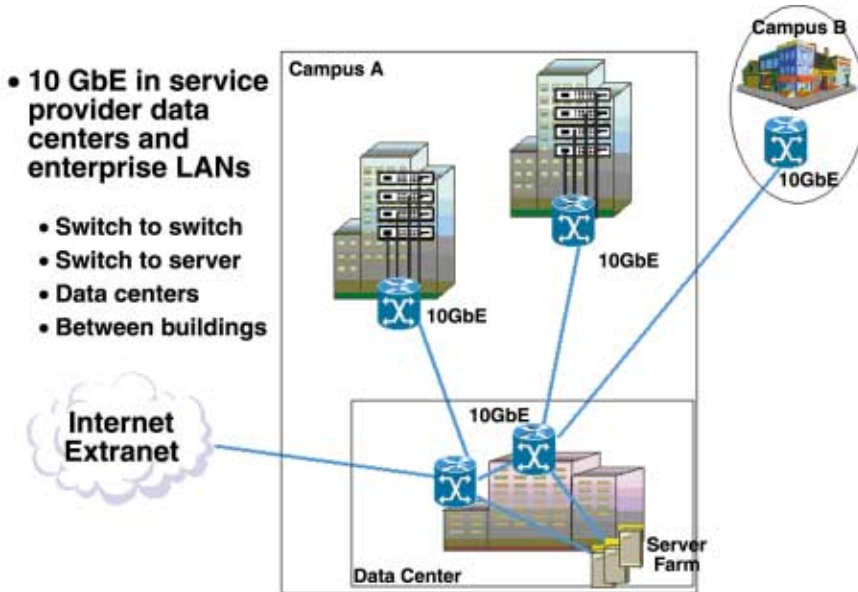 • 10 GbE in service
provider data
centers and
enterprise LANs
• Switch to switch
• Switch to server
• Data centers
• Between buildings
Internet
Extranet
Campus A
Campus B
10GbE
10GbE
10GbE
10GbE
Server
Farm
Data Center